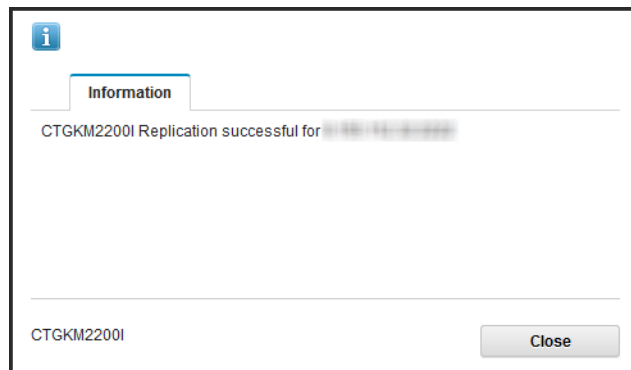 Information
CTGKM2200I Replication successful for
CTGKM2200I
Close